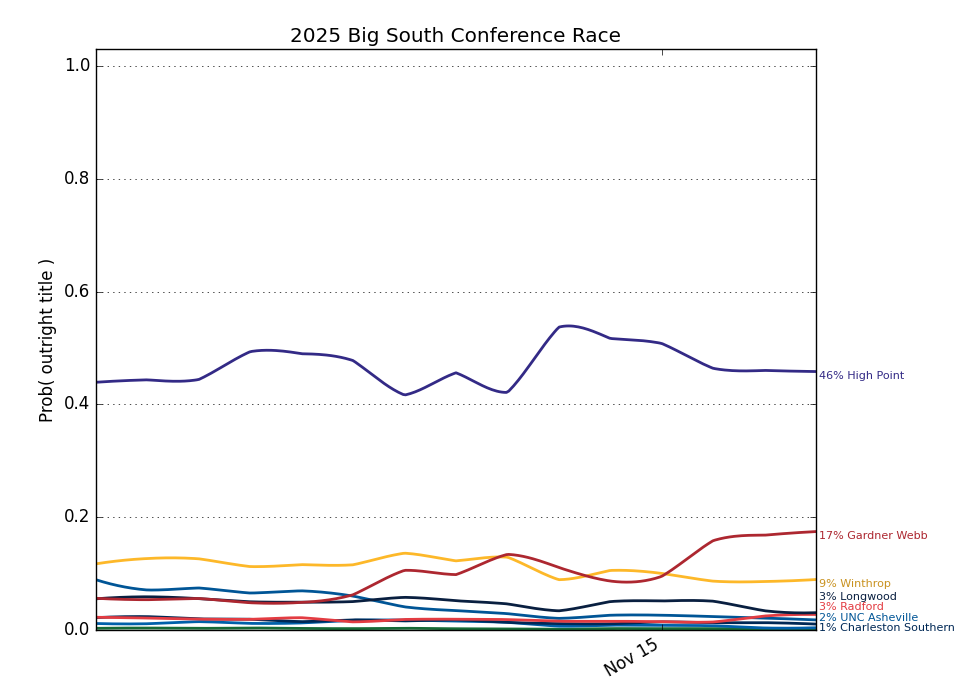 2025 Big South Conference Race
Prob( outright title )
1.0
0.8
0.6
0.4
0.2
0.0
46% High Point
17% Gardner Webb
9% Winthrop
3% Longwood
3% Radford
2% UNC Asheville
1% Charleston Southern
Nov 15